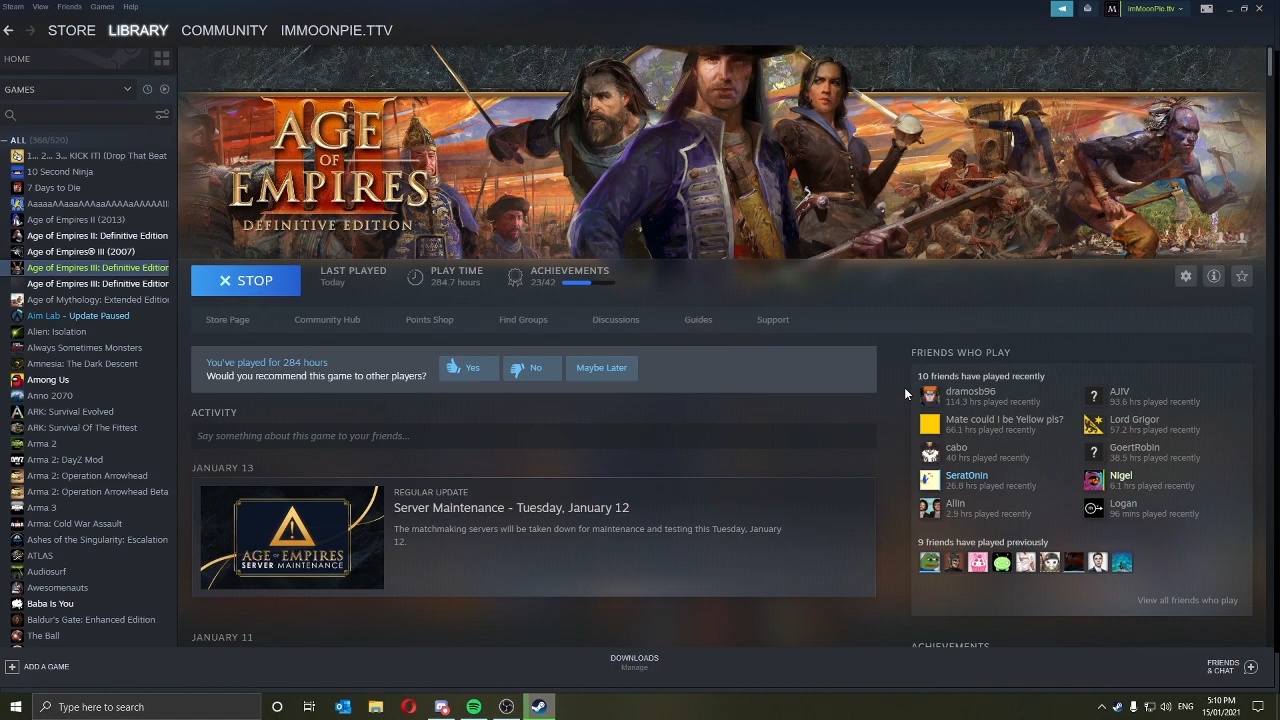 Steam View Friends Games Help
imMoonPie.ttv
STORE LIBRARY COMMUNITY IMMOONPIE.TTV
HOME
GAMES
ALL (368/520)
1... 2... 3... KICK IT! (Drop That Beat
10 Second Ninja
7 Days to Die
AaaaaAAaaaAAAaaAAAAaAAAAAI
Age of Empires II (2013)
Age of Empires II: Definitive Edition
Age of Empires® III (2007)
Age of Empires III: Definitive Edition
Age of Empires III: Definitive Edition
Age of Mythology: Extended Edition
Aim Lab - Update Paused
Alien: Isolation
Always Sometimes Monsters
Amnesia: The Dark Descent
Among Us
Anno 2070
ARK: Survival Evolved
ARK: Survival Of The Fittest
Arma 2
Arma 2: DayZ Mod
Arma 2: Operation Arrowhead
Arma 2: Operation Arrowhead Beta
Arma 3
Arma: Cold War Assault
Ashes of the Singularity: Escalation
ATLAS
Audiosurf
Awesomenauts
Baba Is You
Baldur's Gate: Enhanced Edition
The Ball
AGE
OF
EMPIRES
III
DEFINITIVE EDITION
STOP
LAST PLAYED
Today
PLAY TIME
284.7 hours
ACHIEVEMENTS
23/42
Store Page Community Hub Points Shop Find Groups Discussions Guides Support
You've played for 284 hours
Would you recommend this game to other players?
Yes No Maybe Later
ACTIVITY
Say something about this game to your friends...
JANUARY 13
AGE OF EMPIRES
SERVER MAINTENANCE
REGULAR UPDATE
Server Maintenance - Tuesday, January 12
The matchmaking servers will be taken down for maintenance and testing this Tuesday, January
12.
JANUARY 11
FRIENDS WHO PLAY
10 friends have played recently
dramosb96
114.3 hrs played recently
AJIV
93.6 hrs played recently
Mate could I be Yellow pls?
66.1 hrs played recently
Lord Grigor
57.2 hrs played recently
cabo
40 hrs played recently
GoertRobin
38.5 hrs played recently
Serat0nin
26.8 hrs played recently
Nigel
6.1 hrs played recently
Allin
2.9 hrs played recently
Logan
96 mins played recently
9 friends have played previously
View all friends who play
ACHIEVEMENTS
ADD A GAME
DOWNLOADS
Manage
FRIENDS
& CHAT
Type here to search
ENG
5:10 PM
15/01/2021